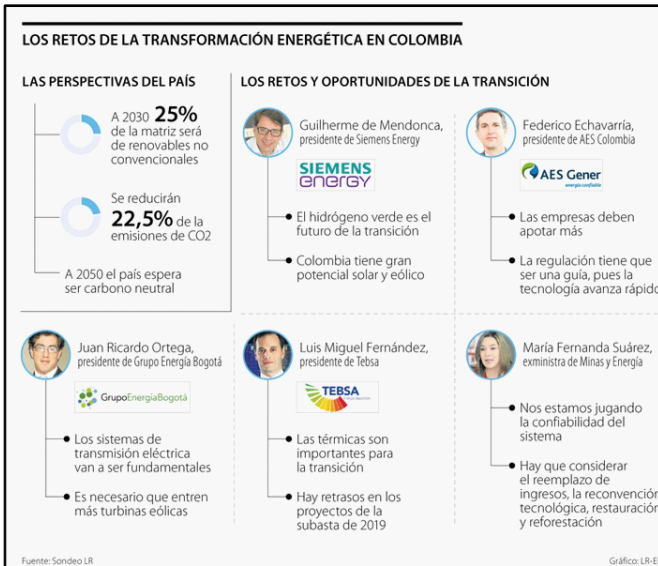 LOS RETOS DE LA TRANSFORMACIÓN ENERGÉTICA EN COLOMBIA
LAS PERSPECTIVAS DEL PAÍS
A 2030 25%
de la matriz será
de renovables no
convencionales
Se reducirán
22,5% de la
emisiones de CO2
A 2050 el país espera
ser carbono neutral
LOS RETOS Y OPORTUNIDADES DE LA TRANSICIÓN
Guilherme de Mendonca,
presidente de Siemens Energy
SIEMENS
energy
El hidrógeno verde es el
futuro de la transición
Colombia tiene gran
potencial solar y eólico
Federico Echavarría,
presidente de AES Colombia
AES Gener
energía confiable
Las empresas deben
apotar más
La regulación tiene que
ser una guía, pues la
tecnología avanza rápido
Juan Ricardo Ortega,
presidente de Grupo Energía Bogotá
GrupoEnergíaBogotá
Los sistemas de
transmisión eléctrica
van a ser fundamentales
Es necesario que entren
más turbinas eólicas
Luis Miguel Fernández,
presidente de Tebsa
TEBSA
Las térmicas son
importantes para
la transición
Hay retrasos en los
proyectos de la
subasta de 2019
María Fernanda Suárez,
exministra de Minas y Energía
Nos estamos jugando
la confiabilidad del
sistema
Hay que considerar
el reemplazo de
ingresos, la reconvención
tecnológica, restauración
y reforestación
Fuente: Sondeo LR
Gráfico: LR-E